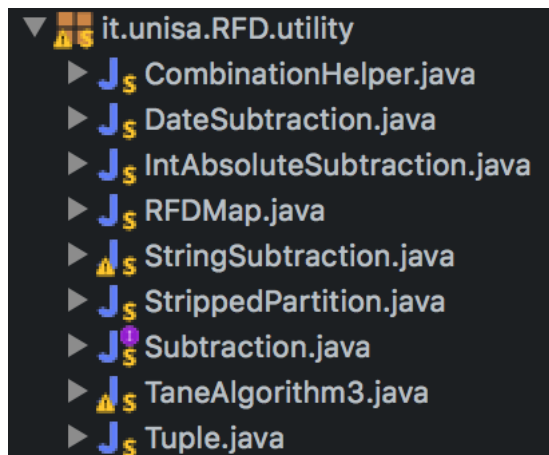 it.unisa.RFD.utility
CombinationHelper.java
DateSubtraction.java
IntAbsoluteSubtraction.java
RFDMap.java
StringSubtraction.java
StrippedPartition.java
Subtraction.java
TaneAlgorithm3.java
Tuple.java